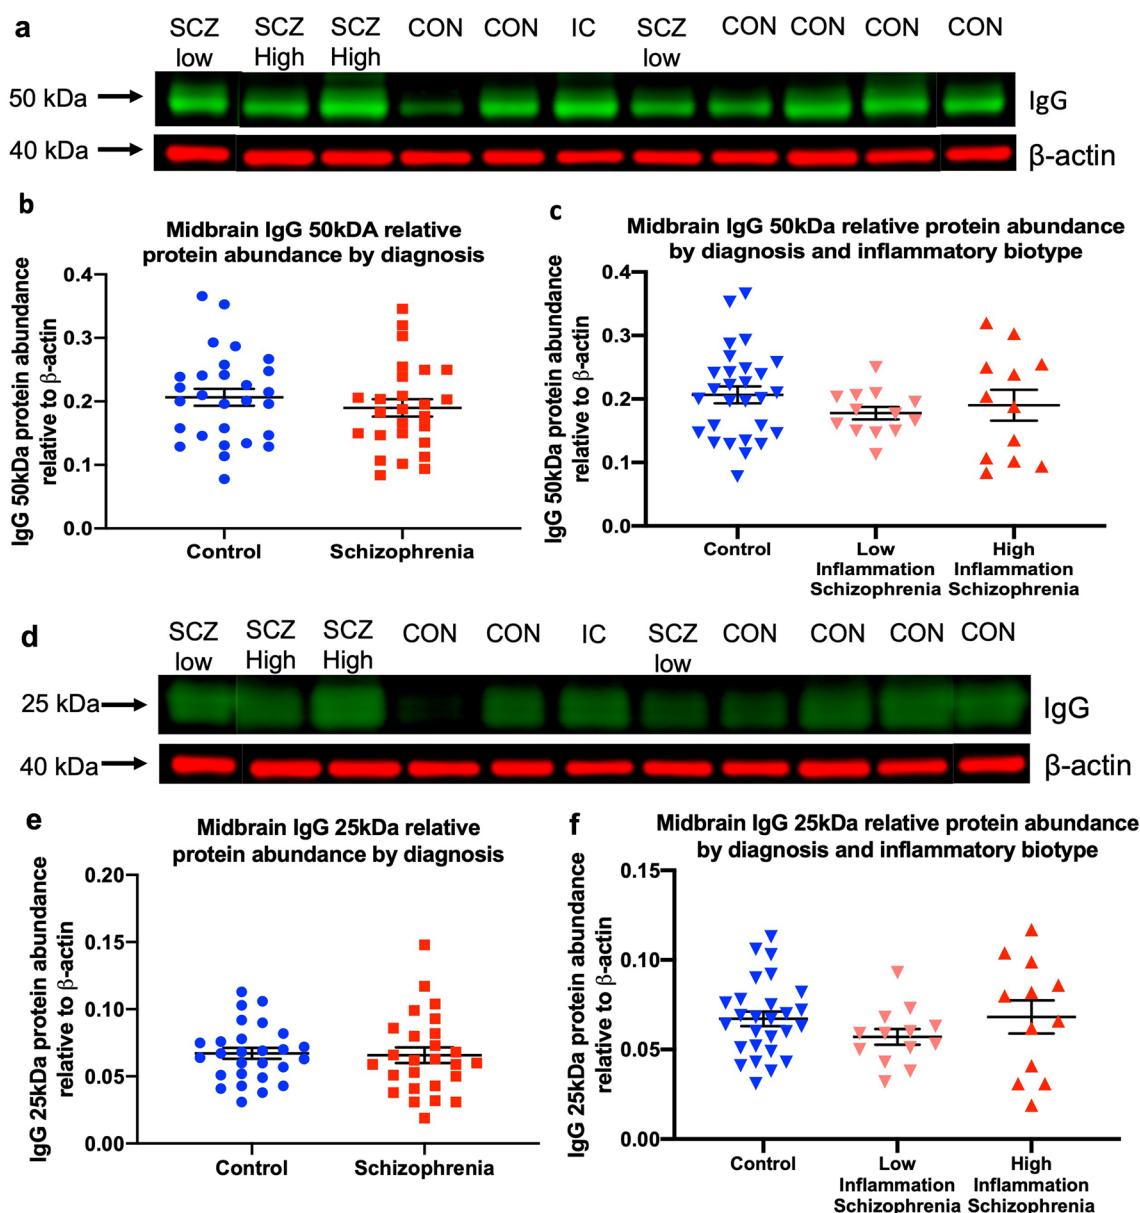 a
SCZ low
SCZ High
SCZ High
CON
CON
IC
SCZ low
CON
CON
CON
CON
50 kDa
IgG
40 kDa
β-actin
b
Midbrain IgG 50kDA relative
protein abundance by diagnosis
IgG 50kDa protein abundance
relative to β-actin
0.4
0.3
0.2
0.1
0.0
Control
Schizophrenia
c
Midbrain IgG 50kDa relative protein abundance
by diagnosis and inflammatory biotype
IgG 50kDa protein abundance
relative to β-actin
0.4
0.3
0.2
0.1
0.0
Control
Low
Inflammation
Schizophrenia
High
Inflammation
Schizophrenia
d
SCZ low
SCZ High
SCZ High
CON
CON
IC
SCZ low
CON
CON
CON
CON
25 kDa
IgG
40 kDa
β-actin
e
Midbrain IgG 25kDa relative
protein abundance by diagnosis
IgG 25kDa protein abundance
relative to β-actin
0.20
0.15
0.10
0.05
0.00
Control
Schizophrenia
f
Midbrain IgG 25kDa relative protein abundance
by diagnosis and inflammatory biotype
IgG 25kDa protein abundance
relative to β-actin
0.15
0.10
0.05
0.00
Control
Low
Inflammation
Schizophrenia
High
Inflammation
Schizophrenia